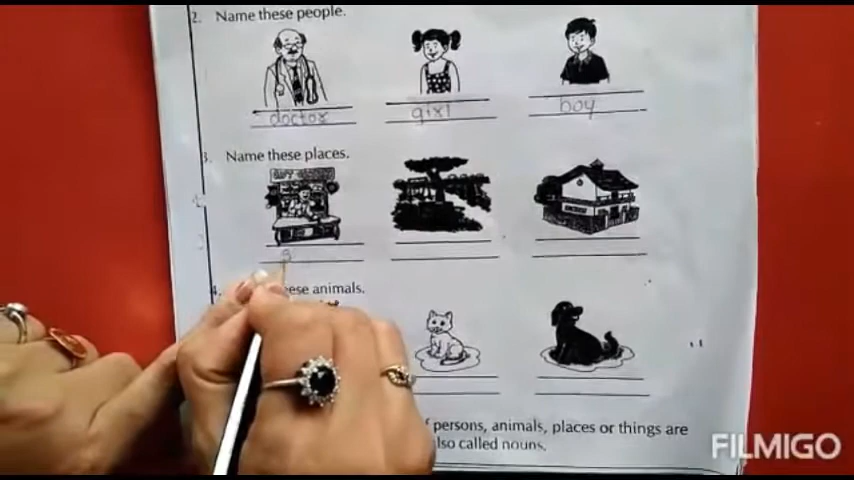 2. Name these people.
doctor girl boy
3. Name these places.
s
4. ese animals.
persons, animals, places or things are
lso called nouns.
FILMIGO